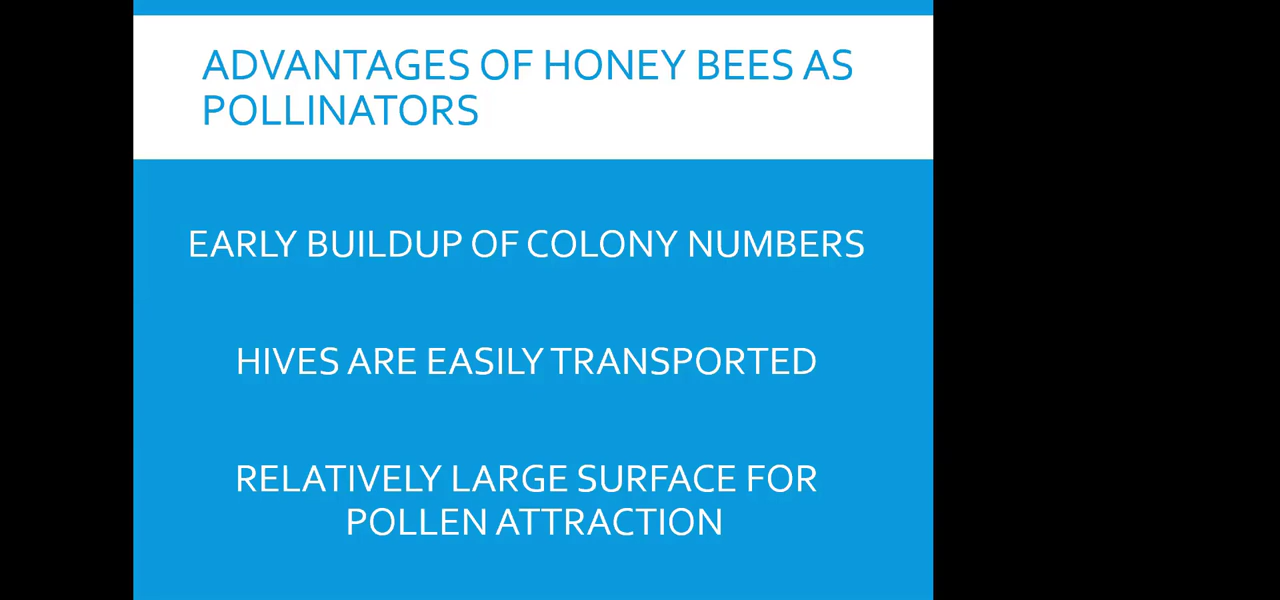 ADVANTAGES OF HONEY BEES AS
POLLINATORS
EARLY BUILDUP OF COLONY NUMBERS
HIVES ARE EASILY TRANSPORTED
RELATIVELY LARGE SURFACE FOR
POLLEN ATTRACTION